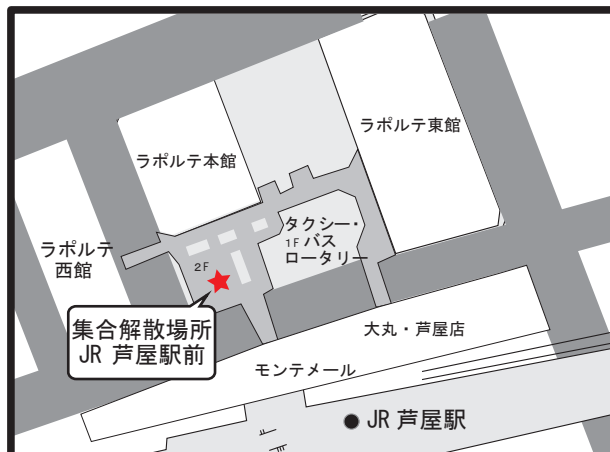 ラポルテ東館
ラポルテ本館
タクシー・
1F バス
ロータリー
ラポルテ
西館
2F
集合解散場所
JR 芦屋駅前
大丸・芦屋店
モンテメール
JR 芦屋駅